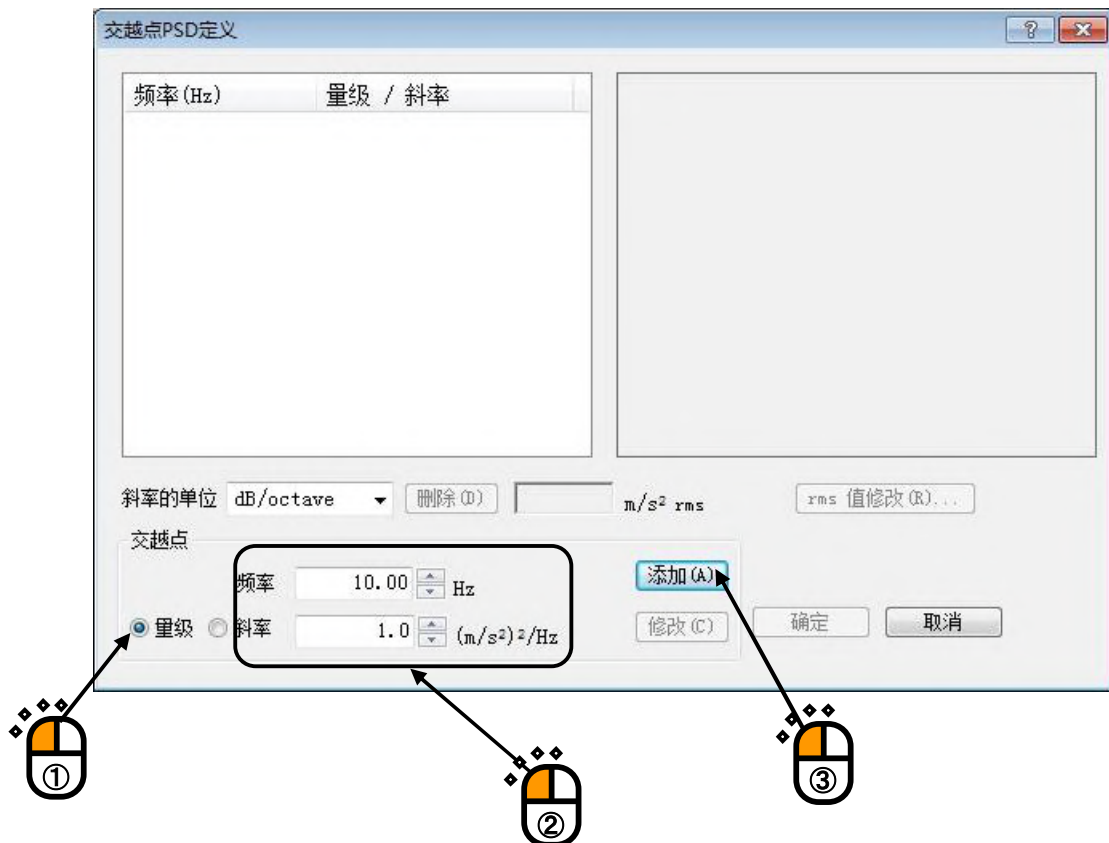 交越点PSD定义
频率(Hz) 量级 / 斜率
斜率的单位 dB/octave 删除(D) m/s² rms rms 值修改(R)...
交越点
频率 10.00 Hz 添加(A)
量级 斜率 1.0 (m/s²)²/Hz 修改(C) 确定 取消
①
②
③